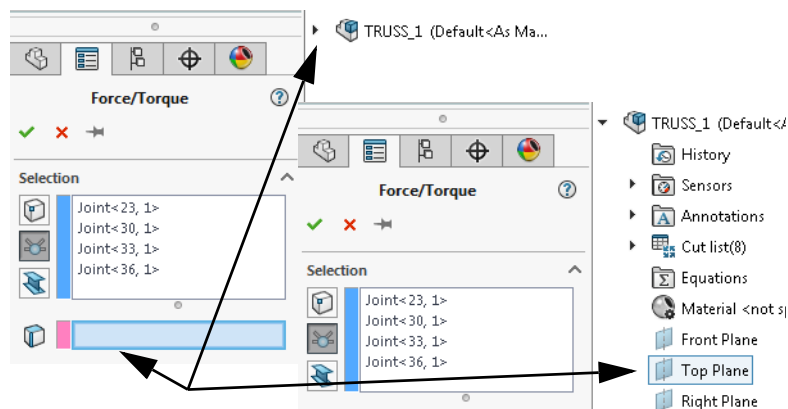 TRUSS_1 (Default<As Ma...
Force/Torque
?
Selection
Joint<23, 1>
Joint<30, 1>
Joint<33, 1>
Joint<36, 1>
Force/Torque
?
Selection
Joint<23, 1>
Joint<30, 1>
Joint<33, 1>
Joint<36, 1>
TRUSS_1 (Default<A
History
Sensors
A Annotations
Cut list(8)
Σ Equations
Material <not sp
Front Plane
Top Plane
Right Plane